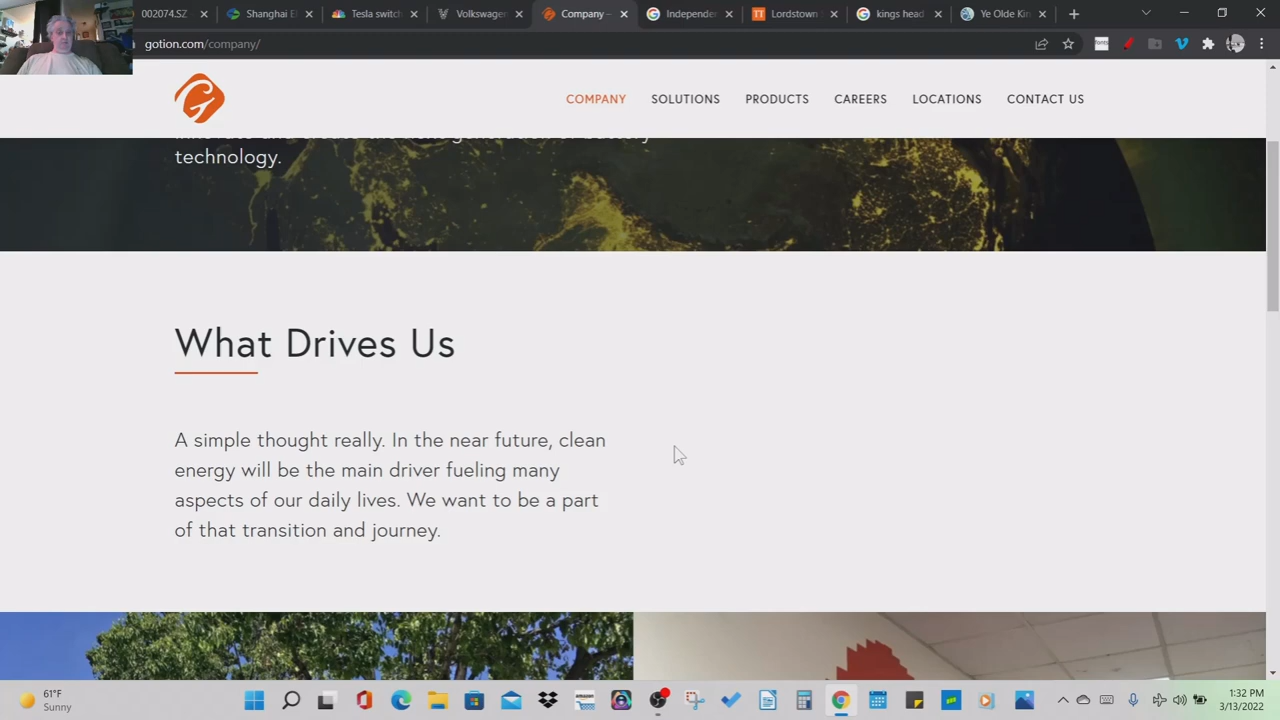 002074.SZ
Shanghai El
Tesla switc
Volkswager
Company –
Independer
Lordstown
kings head
Ye Olde Kin
gotion.com/company/
COMPANY
SOLUTIONS
PRODUCTS
CAREERS
LOCATIONS
CONTACT US
technology.
What Drives Us
A simple thought really. In the near future, clean
energy will be the main driver fueling many
aspects of our daily lives. We want to be a part
of that transition and journey.
61°F
Sunny
1:32 PM
3/13/2022